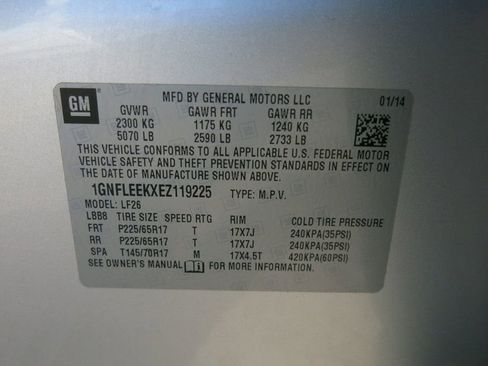 GM
MFD BY GENERAL MOTORS LLC 01/14
GVWR GAWR FRT GAWR RR
2300 KG 1175 KG 1240 KG
5070 LB 2590 LB 2733 LB
THIS VEHICLE CONFORMS TO ALL APPLICABLE U.S. FEDERAL MOTOR
VEHICLE SAFETY AND THEFT PREVENTION STANDARDS IN EFFECT ON
THE DATE OF MANUFACTURE SHOWN ABOVE.
1GNFLEEKXEZ119225 TYPE: M.P.V.
MODEL: LF26
LBBB TIRE SIZE SPEED RTG RIM COLD TIRE PRESSURE
FRT P225/65R17 T 17X7J 240KPA(35PSI)
RR P225/65R17 T 17X7J 240KPA(35PSI)
SPA T145/70R17 M 17X4.5T 420KPA(60PSI)
SEE OWNER'S MANUAL FOR MORE INFORMATION.